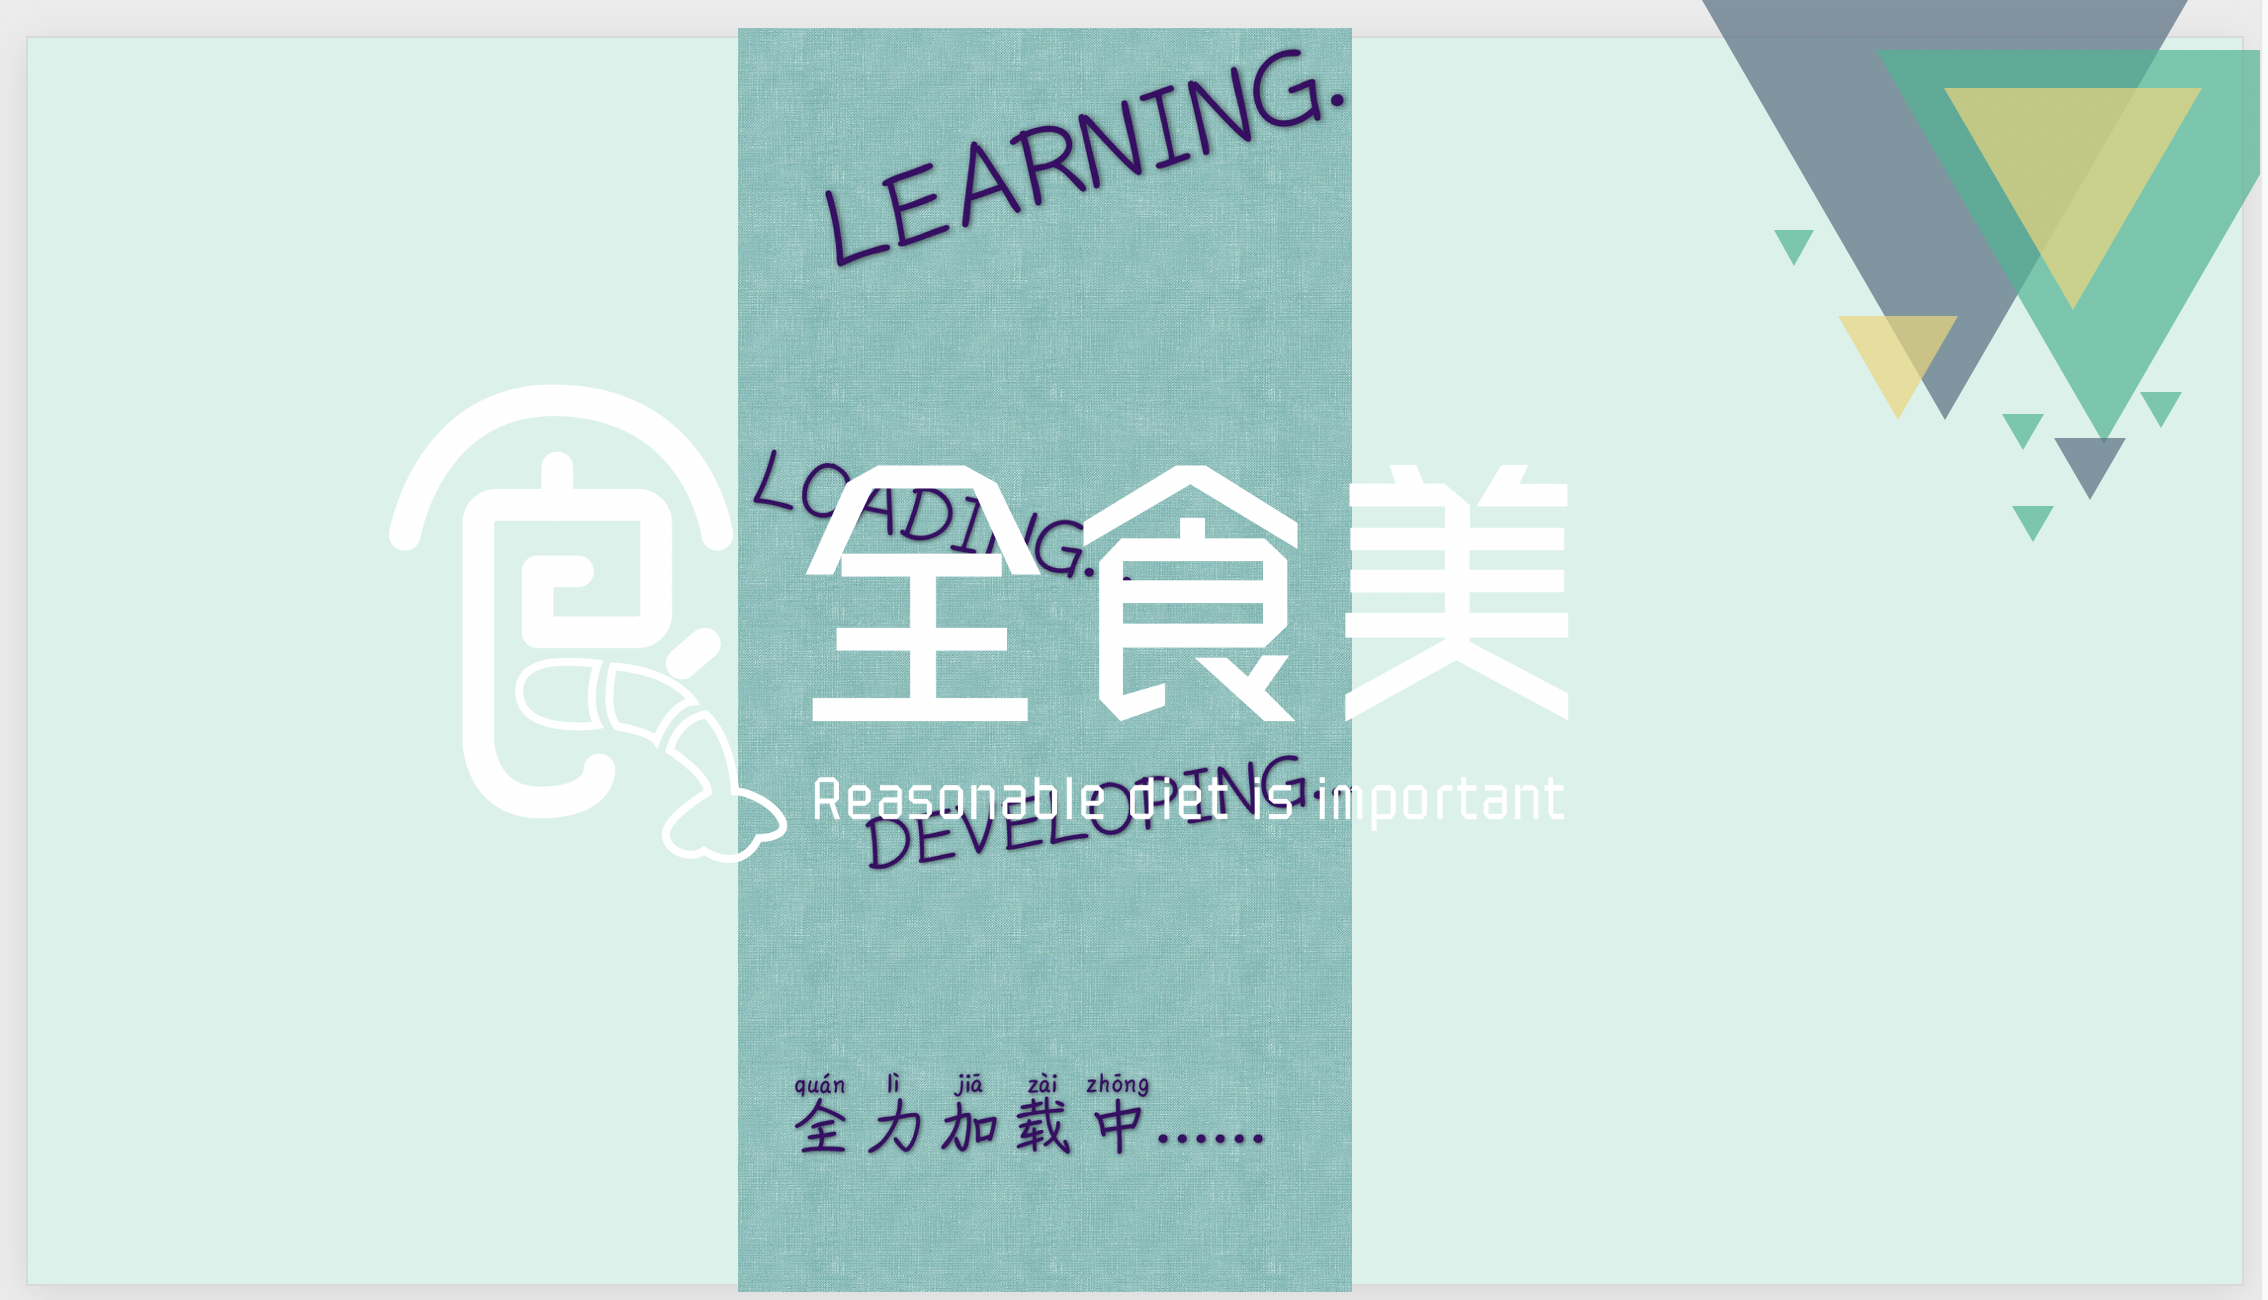 LEARNING.
LOADING...
全食美
Reasonable diet is important
DEVELOPING...
quán lì jiā zài zhōng
全力加载中......